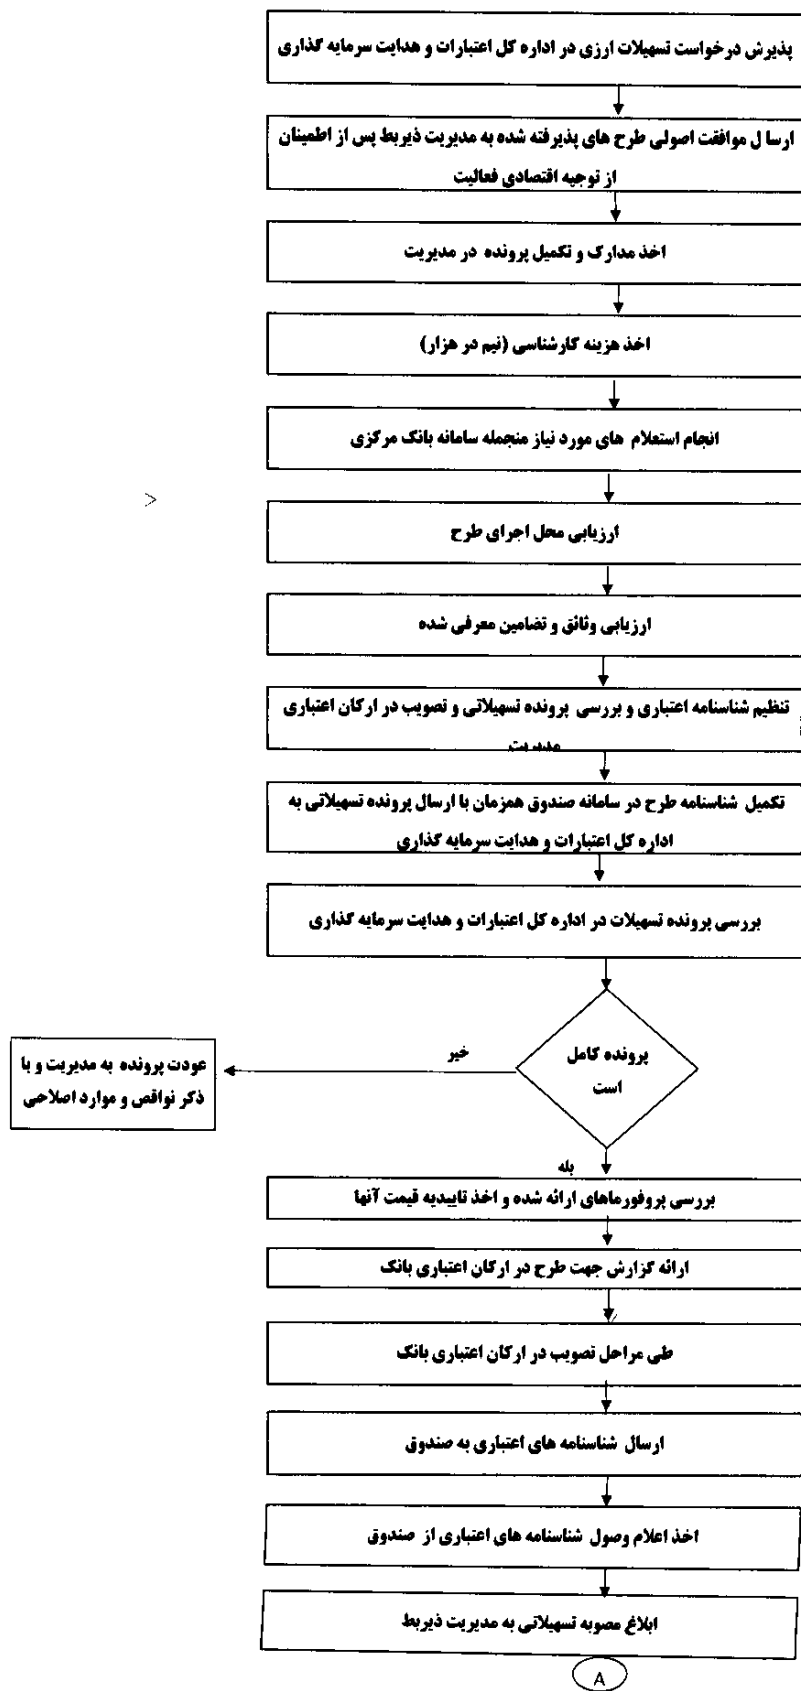 پذیرش درخواست تسهیلات ارزی در اداره کل اعتبارات و هدایت سرمایه گذاری
ارسا ل موافقت اصولی طرح های پذیرفته شده به مدیریت ذیربط پس از اطمینان
از توجیه اقتصادی فعالیت
اخذ مدارک و تکمیل پرونده در مدیریت
اخذ هزینه کارشناسی (نیم در هزار)
انجام استعلام های مورد نیاز منجمله سامانه بانک مرکزی
ارزیابی محل اجرای طرح
ارزیابی وثائق و تضامین معرفی شده
تنظیم شناسنامه اعتباری و بررسی پرونده تسهیلاتی و تصویب در ارکان اعتباری
مدیریت
تکمیل شناسنامه طرح در سامانه صندوق همزمان با ارسال پرونده تسهیلاتی به
اداره کل اعتبارات و هدایت سرمایه گذاری
بررسی پرونده تسهیلات در اداره کل اعتبارات و هدایت سرمایه گذاری
پرونده کامل
است
خیر
عودت پرونده به مدیریت و با
ذکر نواقص و موارد اصلاحی
بله
بررسی پروفورماهای ارائه شده و اخذ تاییدیه قیمت آنها
ارائه گزارش جهت طرح در ارکان اعتباری بانک
طی مراحل تصویب در ارکان اعتباری بانک
ارسال شناسنامه های اعتباری به صندوق
اخذ اعلام وصول شناسنامه های اعتباری از صندوق
ابلاغ مصوبه تسهیلاتی به مدیریت ذیربط
A